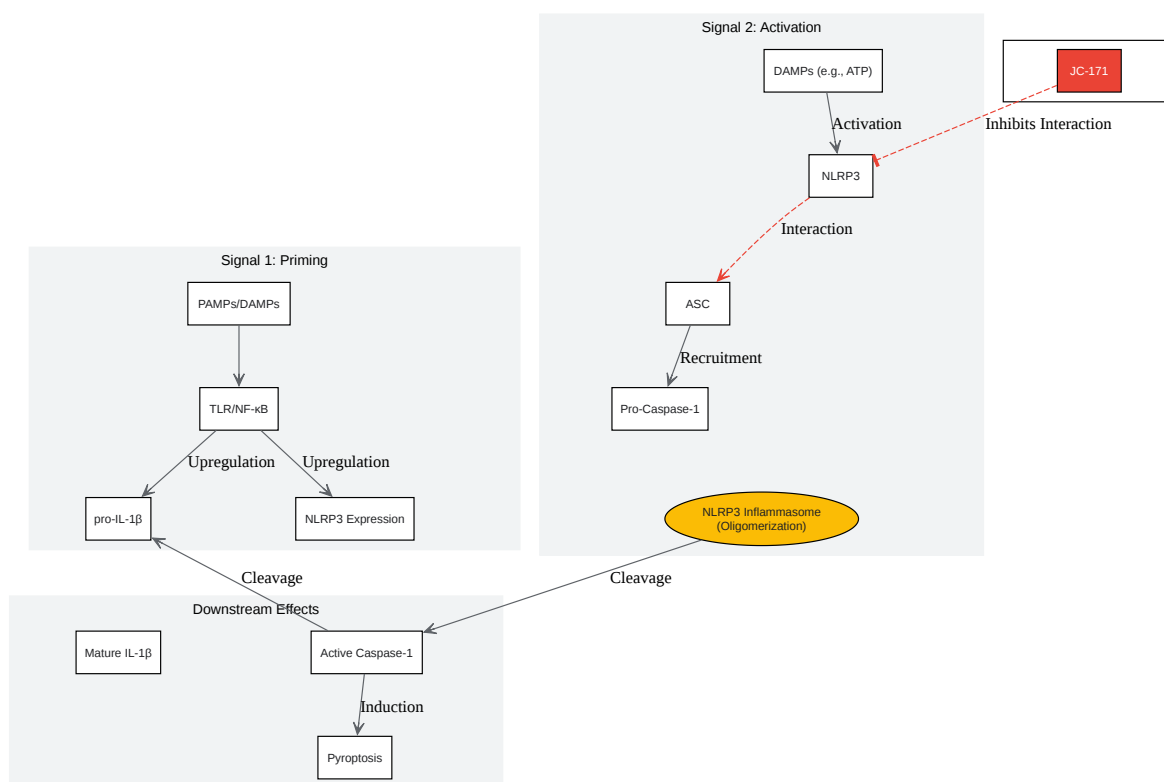 Signal 2: Activation
DAMPs (e.g., ATP)
JC-171
Activation
Inhibits Interaction
NLRP3
Interaction
Signal 1: Priming
PAMPs/DAMPs
ASC
Recruitment
TLR/NF-κB
Pro-Caspase-1
Upregulation
Upregulation
pro-IL-1β
NLRP3 Expression
NLRP3 Inflammasome
(Oligomerization)
Cleavage
Cleavage
Downstream Effects
Mature IL-1β
Active Caspase-1
Induction
Pyroptosis